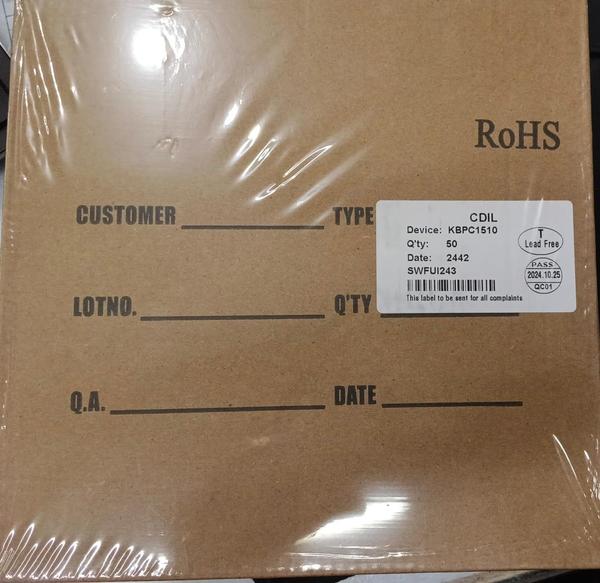 RoHS
CUSTOMER TYPE
CDIL
Device: KBPC1510
Q'ty: 50
Date: 2442
SWFUI243
This label to be sent for all complaints
T
Lead Free
PASS
2024.10.25
QC01
LOTNO. Q'TY
Q.A. DATE